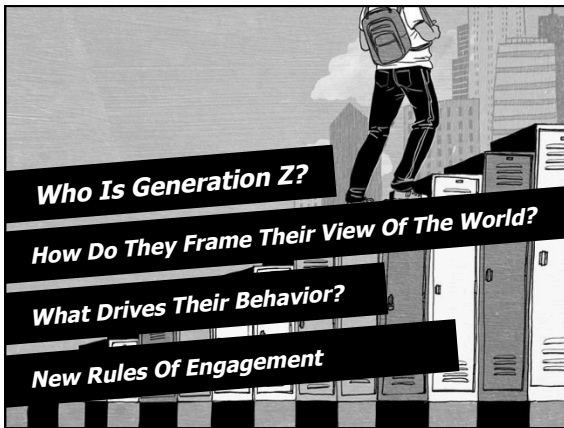 Who Is Generation Z?
How Do They Frame Their View Of The World?
What Drives Their Behavior?
New Rules Of Engagement